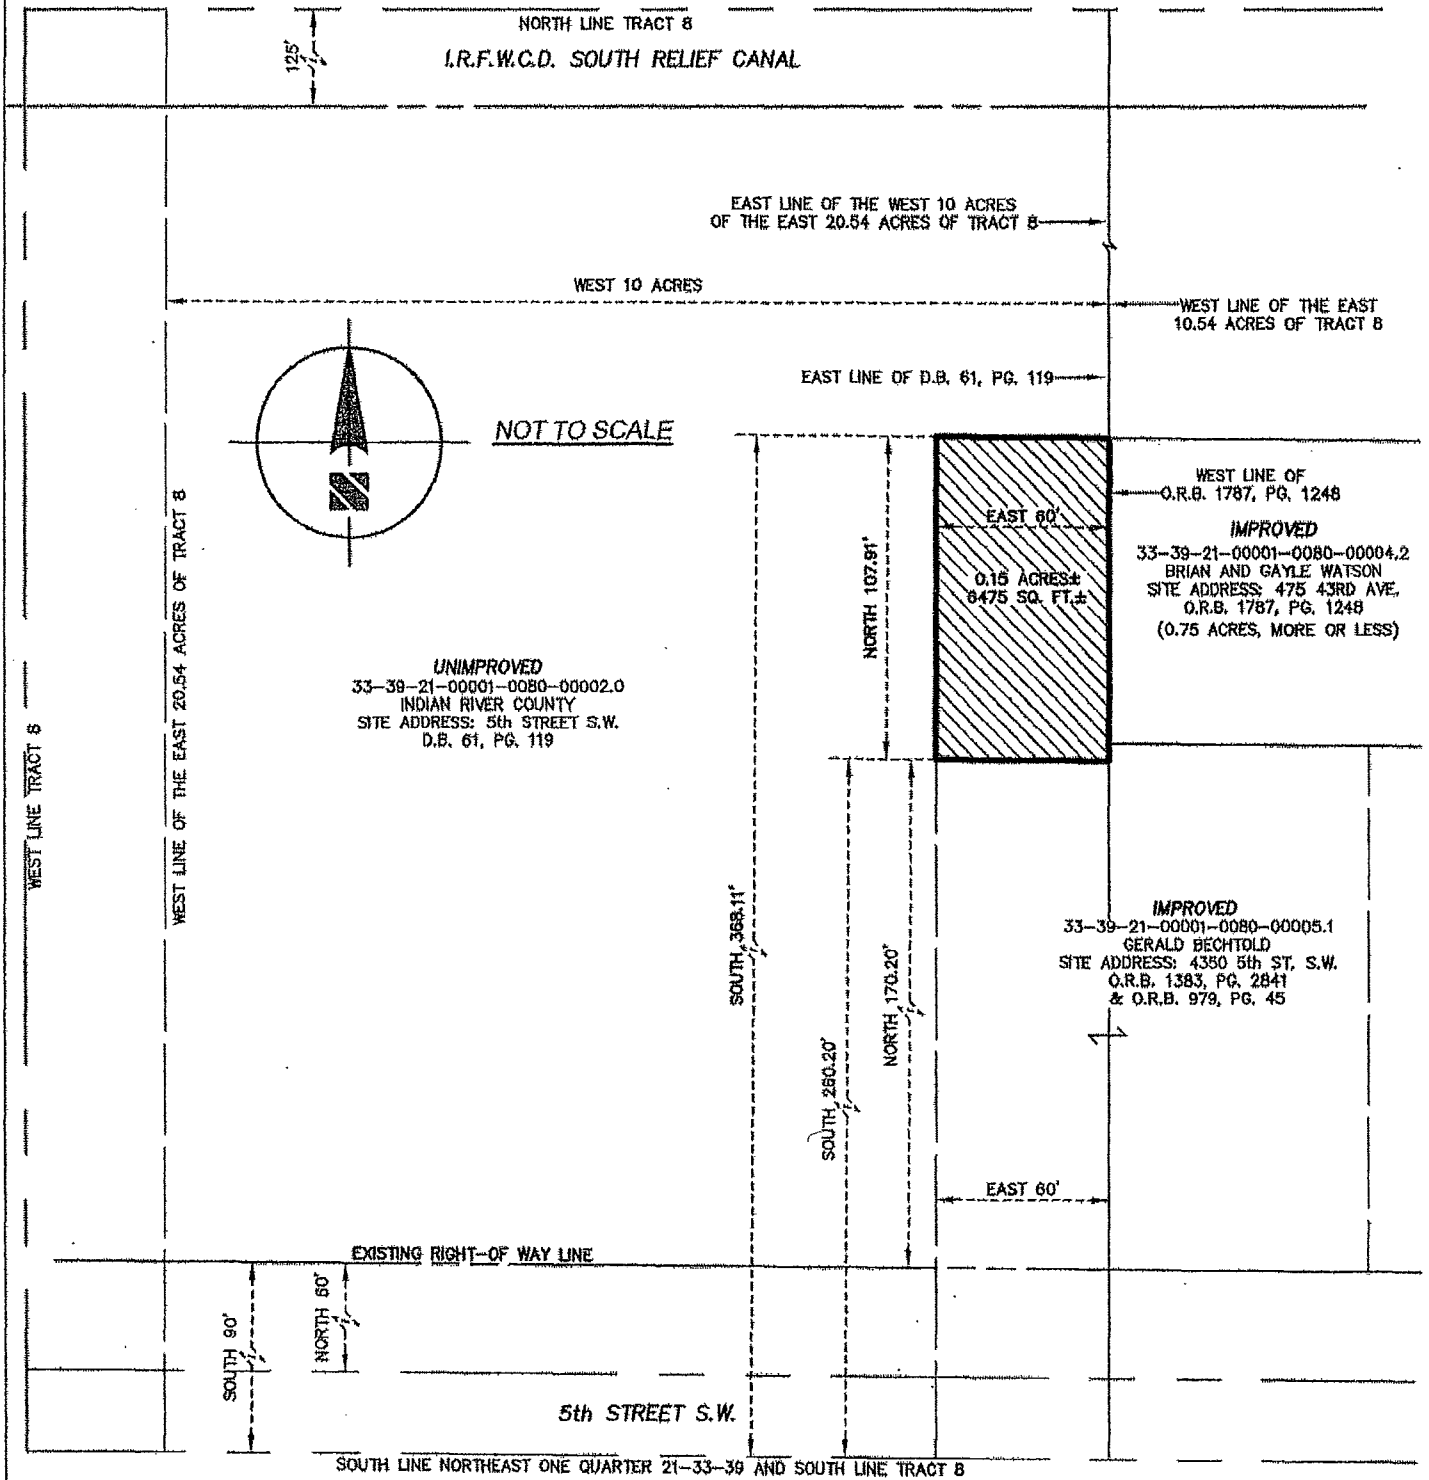 NORTH LINE TRACT 8
125'
I.R.F.W.C.D. SOUTH RELIEF CANAL
EAST LINE OF THE WEST 10 ACRES
OF THE EAST 20.54 ACRES OF TRACT 8
WEST 10 ACRES
WEST LINE OF THE EAST
10.54 ACRES OF TRACT 8
EAST LINE OF D.B. 61, PG. 119
NOT TO SCALE
N
WEST LINE OF
O.R.B. 1787, PG. 1248
IMPROVED
33-39-21-00001-0080-00004.2
BRIAN AND GAYLE WATSON
SITE ADDRESS: 475 43RD AVE.
O.R.B. 1787, PG. 1248
(0.75 ACRES, MORE OR LESS)
EAST 60'
0.15 ACRES±
6475 SQ. FT.±
NORTH 107.91'
WEST LINE TRACT 8
WEST LINE OF THE EAST 20.54 ACRES OF TRACT 8
UNIMPROVED
33-39-21-00001-0080-00002.0
INDIAN RIVER COUNTY
SITE ADDRESS: 5th STREET S.W.
D.B. 61, PG. 119
SOUTH 368.11'
SOUTH 260.20'
NORTH 170.20'
IMPROVED
33-39-21-00001-0080-00005.1
GERALD BECHTOLD
SITE ADDRESS: 4350 5th ST. S.W.
O.R.B. 1383, PG. 2841
& O.R.B. 979, PG. 45
EAST 60'
EXISTING RIGHT-OF WAY LINE
SOUTH 90'
NORTH 60'
5th STREET S.W.
SOUTH LINE NORTHEAST ONE QUARTER 21-33-39 AND SOUTH LINE TRACT 8